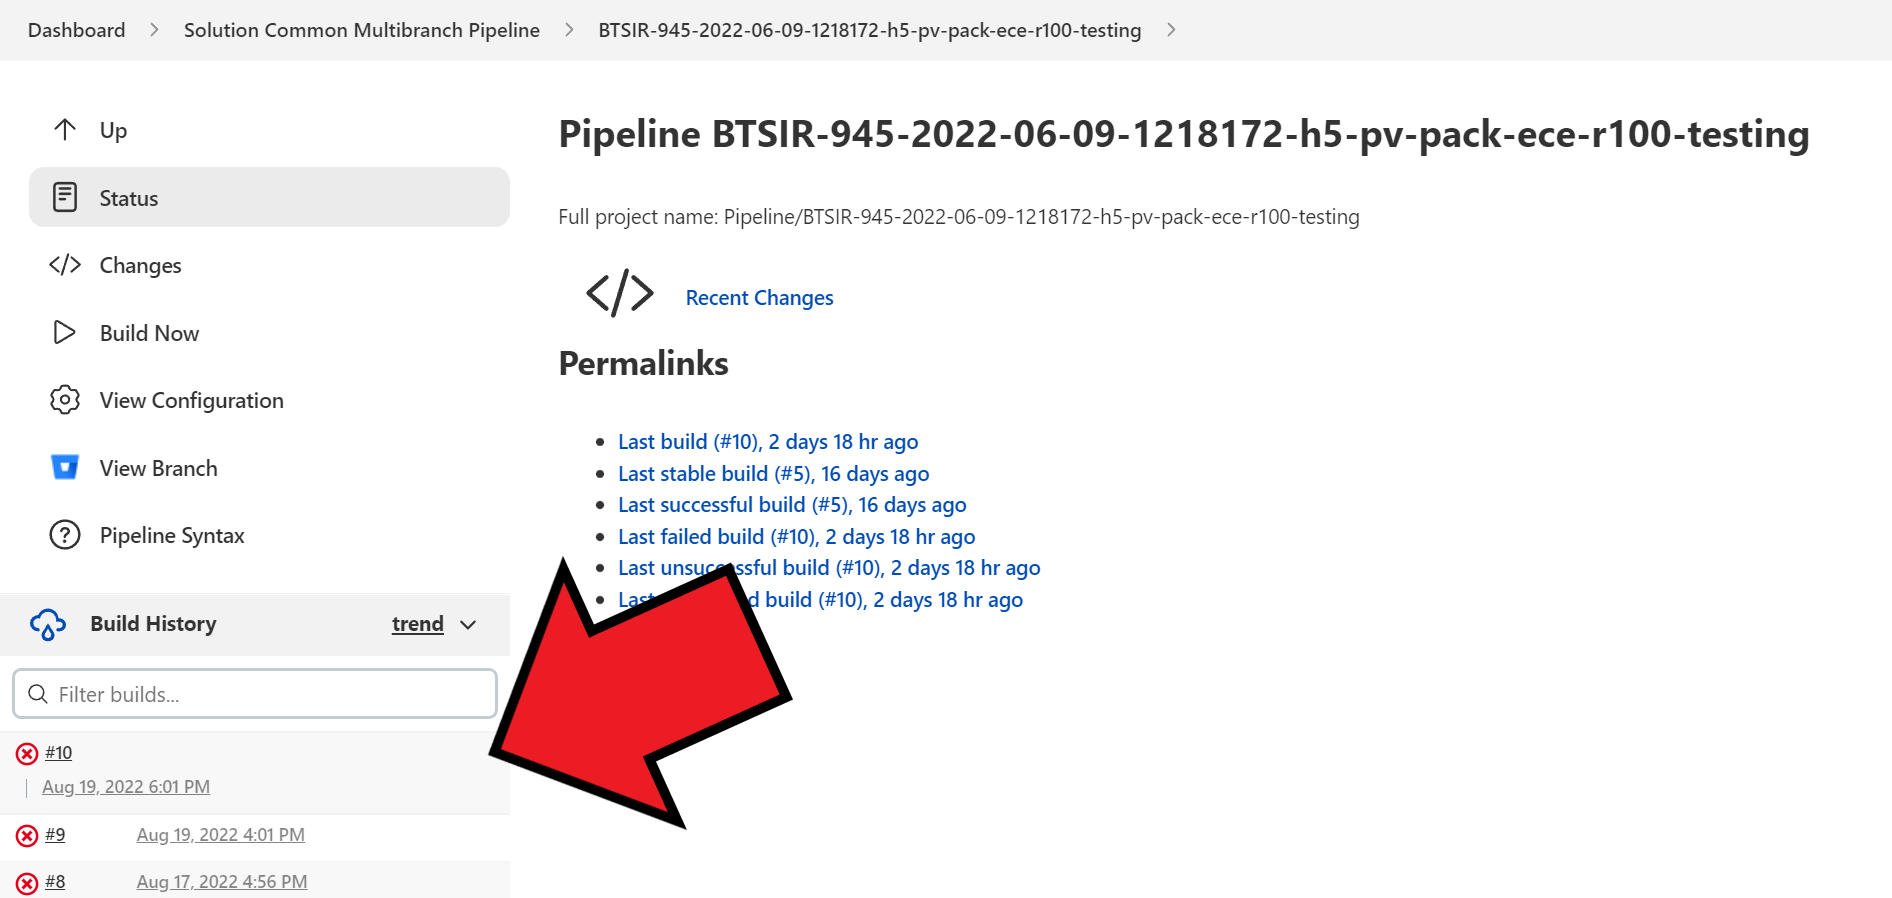 Dashboard > Solution Common Multibranch Pipeline > BTSIR-945-2022-06-09-1218172-h5-pv-pack-ece-r100-testing >
Up
Status
Changes
Build Now
View Configuration
View Branch
Pipeline Syntax
Build History trend
Filter builds...
#10
Aug 19, 2022 6:01 PM
#9 Aug 19, 2022 4:01 PM
#8 Aug 17, 2022 4:56 PM
Pipeline BTSIR-945-2022-06-09-1218172-h5-pv-pack-ece-r100-testing
Full project name: Pipeline/BTSIR-945-2022-06-09-1218172-h5-pv-pack-ece-r100-testing
</> Recent Changes
Permalinks
• Last build (#10), 2 days 18 hr ago
• Last stable build (#5), 16 days ago
• Last successful build (#5), 16 days ago
• Last failed build (#10), 2 days 18 hr ago
• Last unsuccessful build (#10), 2 days 18 hr ago
• Last build (#10), 2 days 18 hr ago